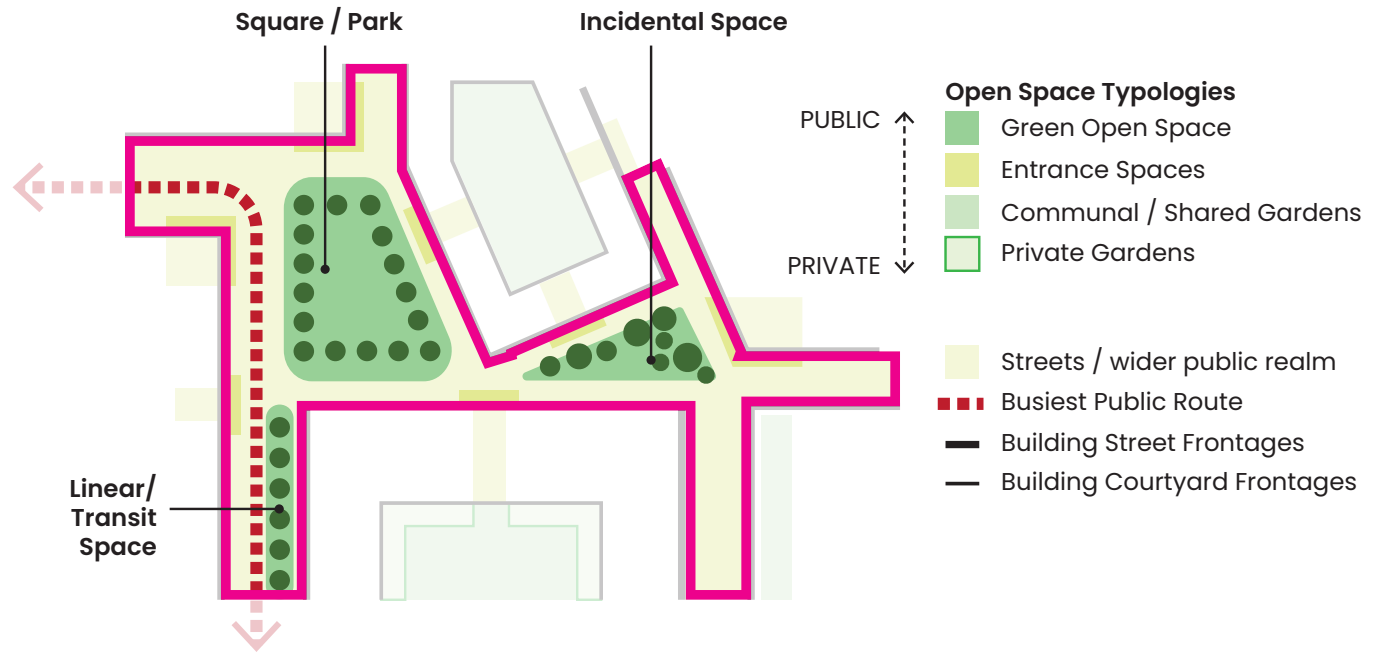 Square / Park
Incidental Space
PUBLIC
PRIVATE
Open Space Typologies
Green Open Space
Entrance Spaces
Communal / Shared Gardens
Private Gardens
Streets / wider public realm
Busiest Public Route
Building Street Frontages
Building Courtyard Frontages
Linear/
Transit
Space